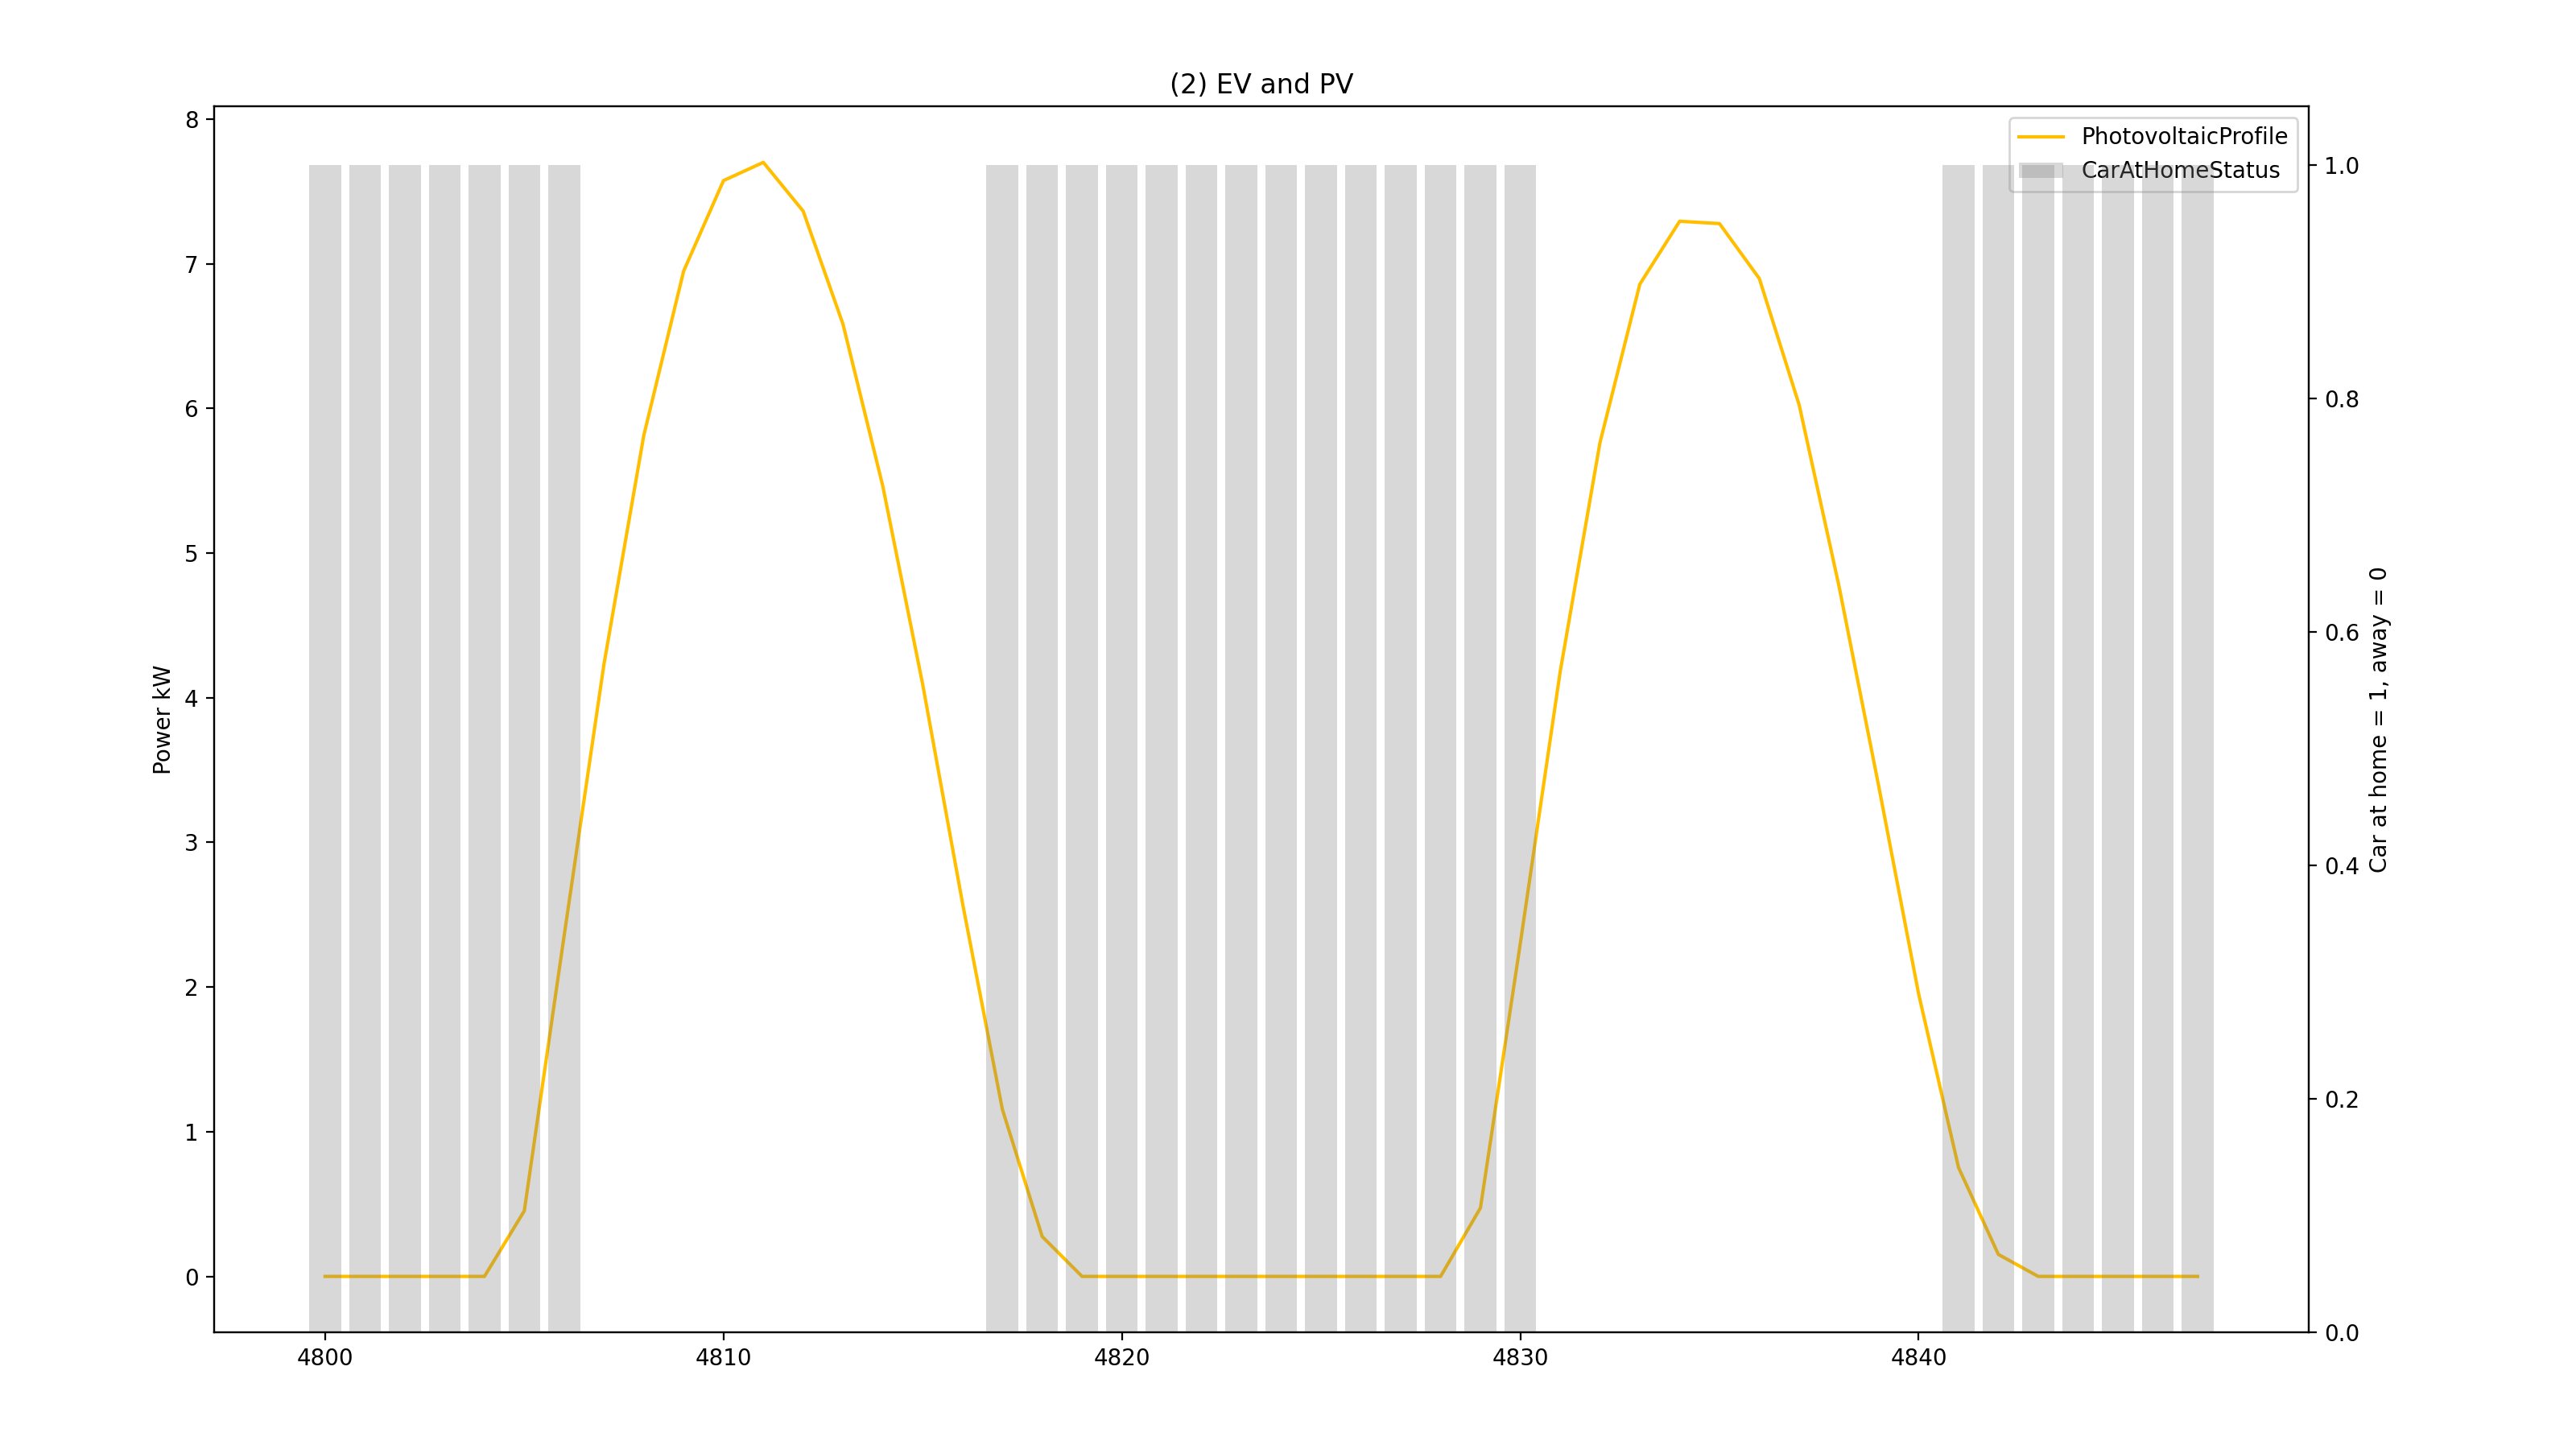 (2) EV and PV
PhotovoltaicProfile
CarAtHomeStatus
8
7
6
5
4
3
2
1
0
Power kW
1.0
0.8
0.6
0.4
0.2
0.0
Car at home = 1, away = 0
4800 4810 4820 4830 4840